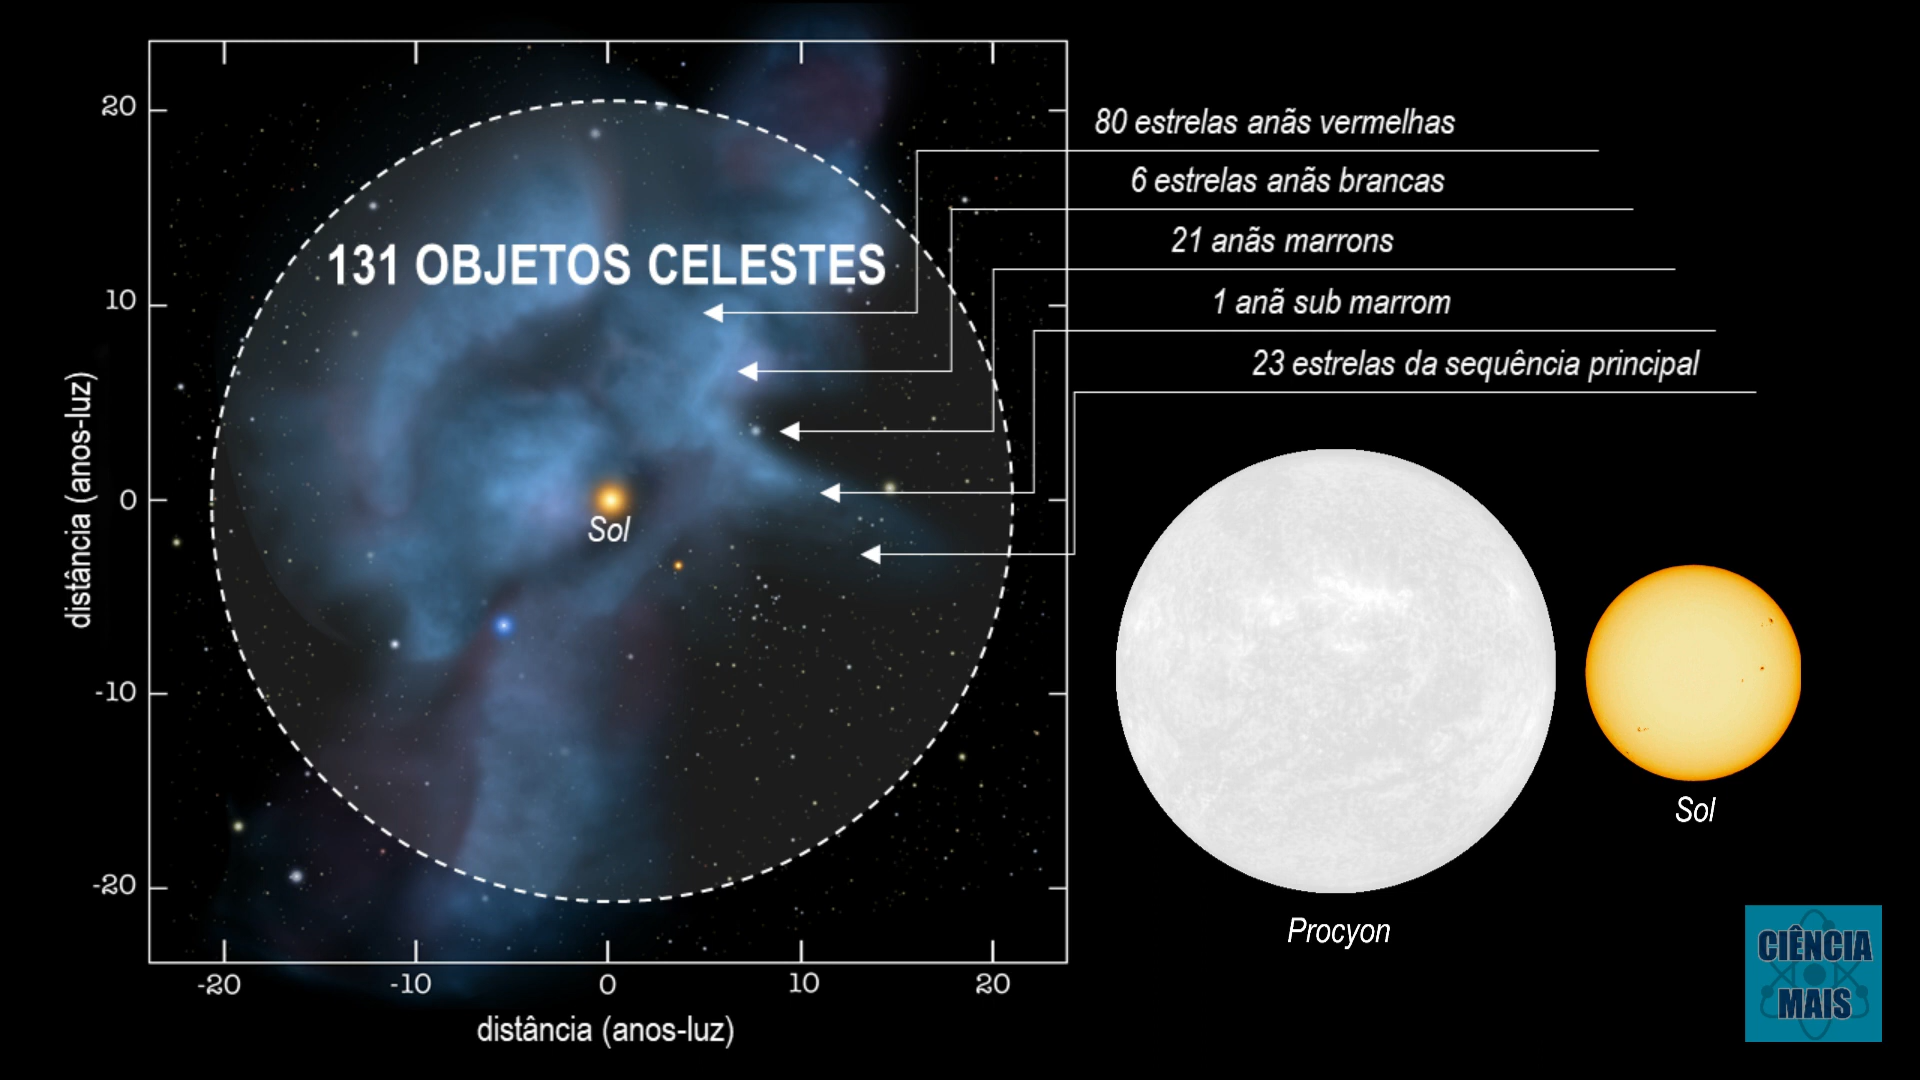 131 OBJETOS CELESTES
80 estrelas anãs vermelhas
6 estrelas anãs brancas
21 anãs marrons
1 anã sub marrom
23 estrelas da sequência principal
20
10
0
-10
-20
distância (anos-luz)
Sol
-20
-10
0
10
20
distância (anos-luz)
Procyon
Sol
CIÊNCIA
MAIS